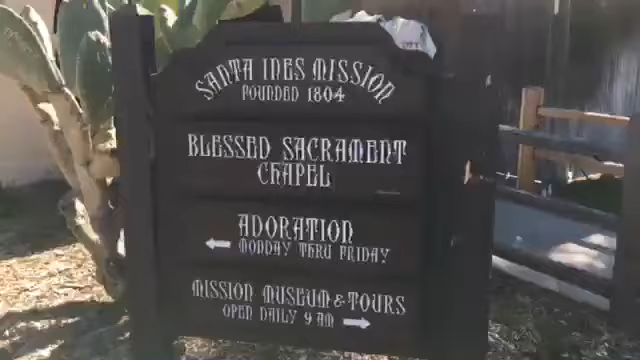 SANTA INES MISSION
FOUNDED 1804
BLESSED SACRAMENT
CHAPEL
ADORATION
MONDAY THRU FRIDAY
MISSION MUSEUM & TOURS
OPEN DAILY 9 AM